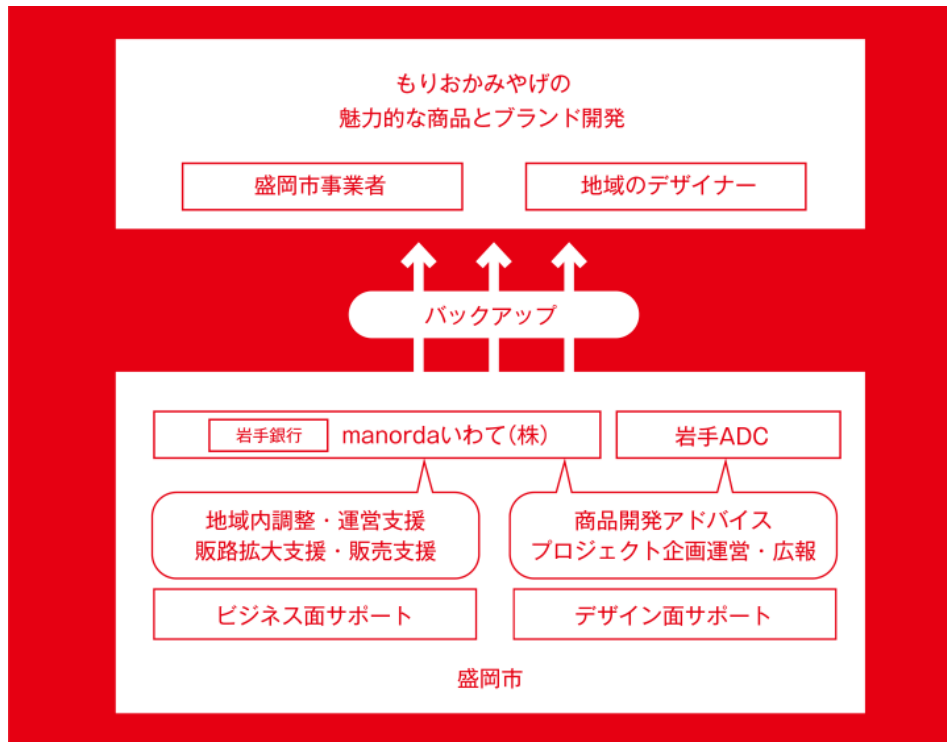 もりおかみやげの
魅力的な商品とブランド開発
盛岡市事業者
地域のデザイナー
バックアップ
岩手銀行 manordaいわて(株)
岩手ADC
地域内調整・運営支援
販路拡大支援・販売支援
商品開発アドバイス
プロジェクト企画運営・広報
ビジネス面サポート
デザイン面サポート
盛岡市